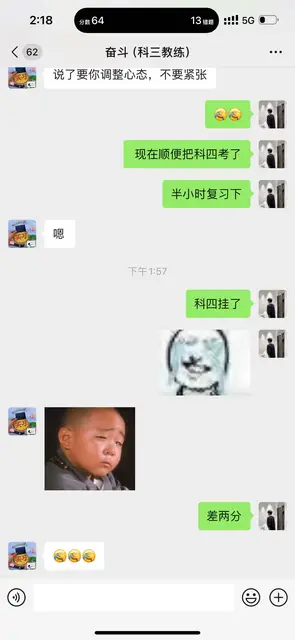 2:18
分数 64
13 错题
5G
62
奋斗（科三教练）
说了要你调整心态，不要紧张
现在顺便把科四考了
半小时复习下
嗯
下午1:57
科四挂了
差两分